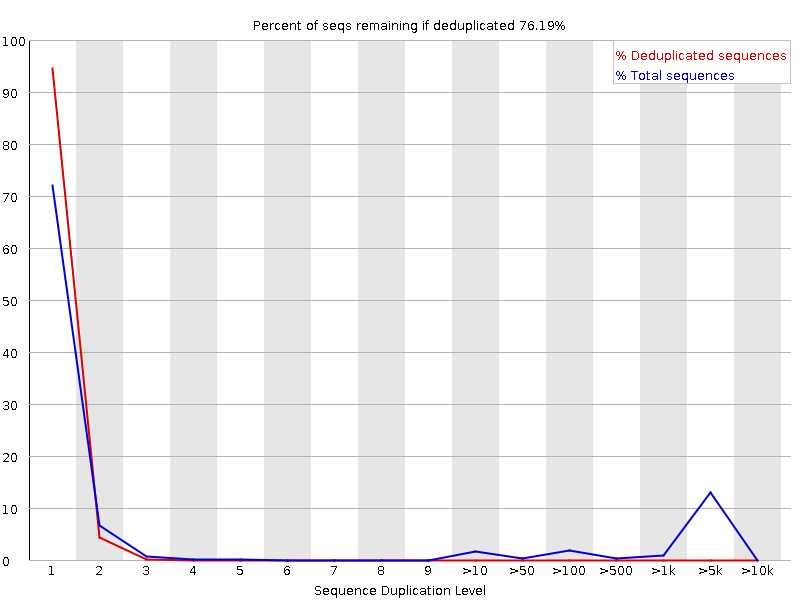 Percent of seqs remaining if deduplicated 76.19%
% Deduplicated sequences
% Total sequences
100
90
80
70
60
50
40
30
20
10
0
1 2 3 4 5 6 7 8 9 >10 >50 >100 >500 >1k >5k >10k
Sequence Duplication Level